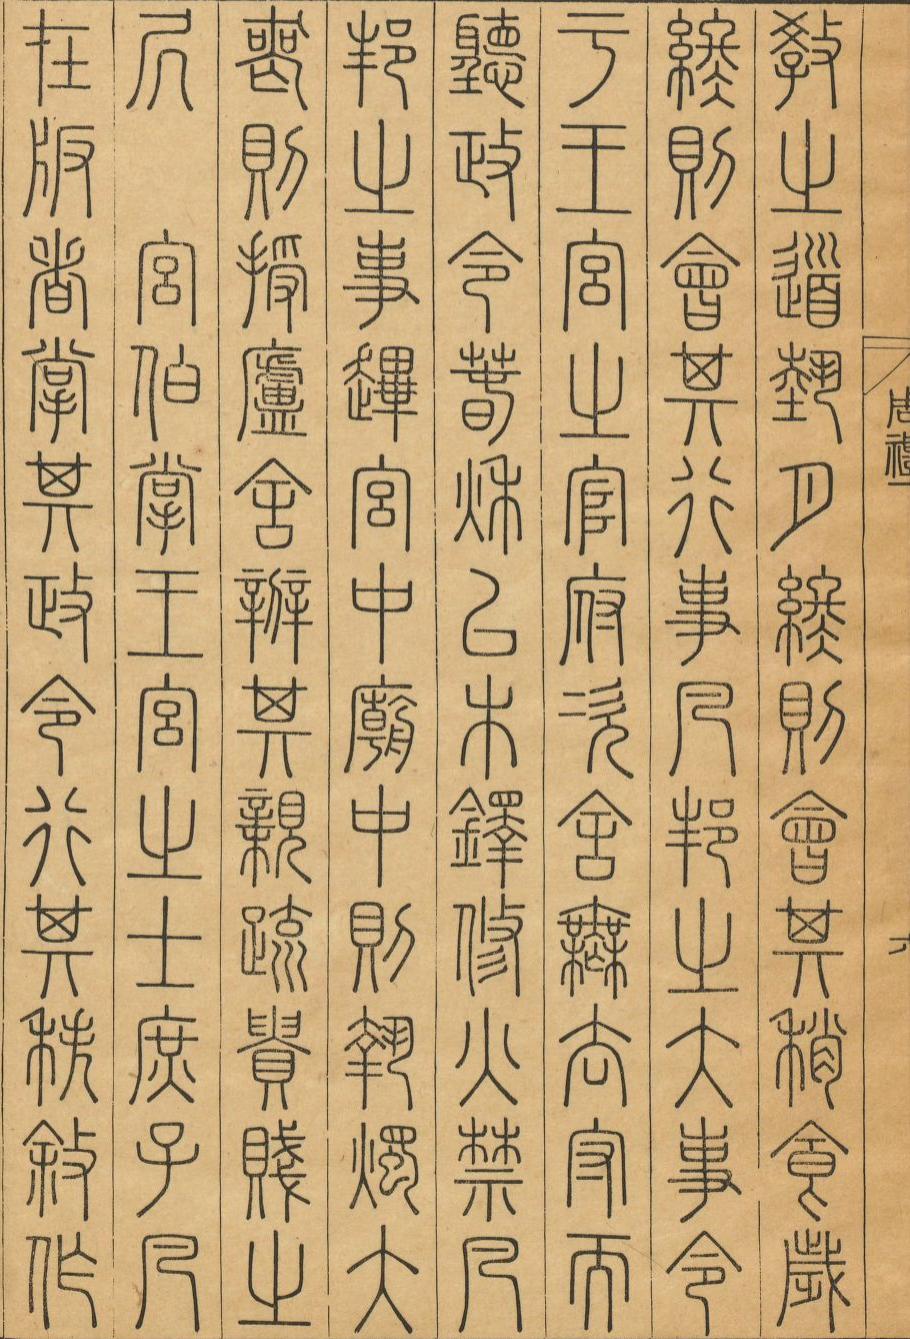 周禮一
教之道埶月終則會其稍食歲
終則會其行事凡邦之大事令
于王宮之官府次舍無去守而
聽政令萅秋以木鐸修火禁凡
邦之事蹕宮中廟中則執燭大
喪則授廬舍辨其親疏貴賤之
凥　宮伯掌王宮之士庶子凡
在版者掌其政令行其秩敘作